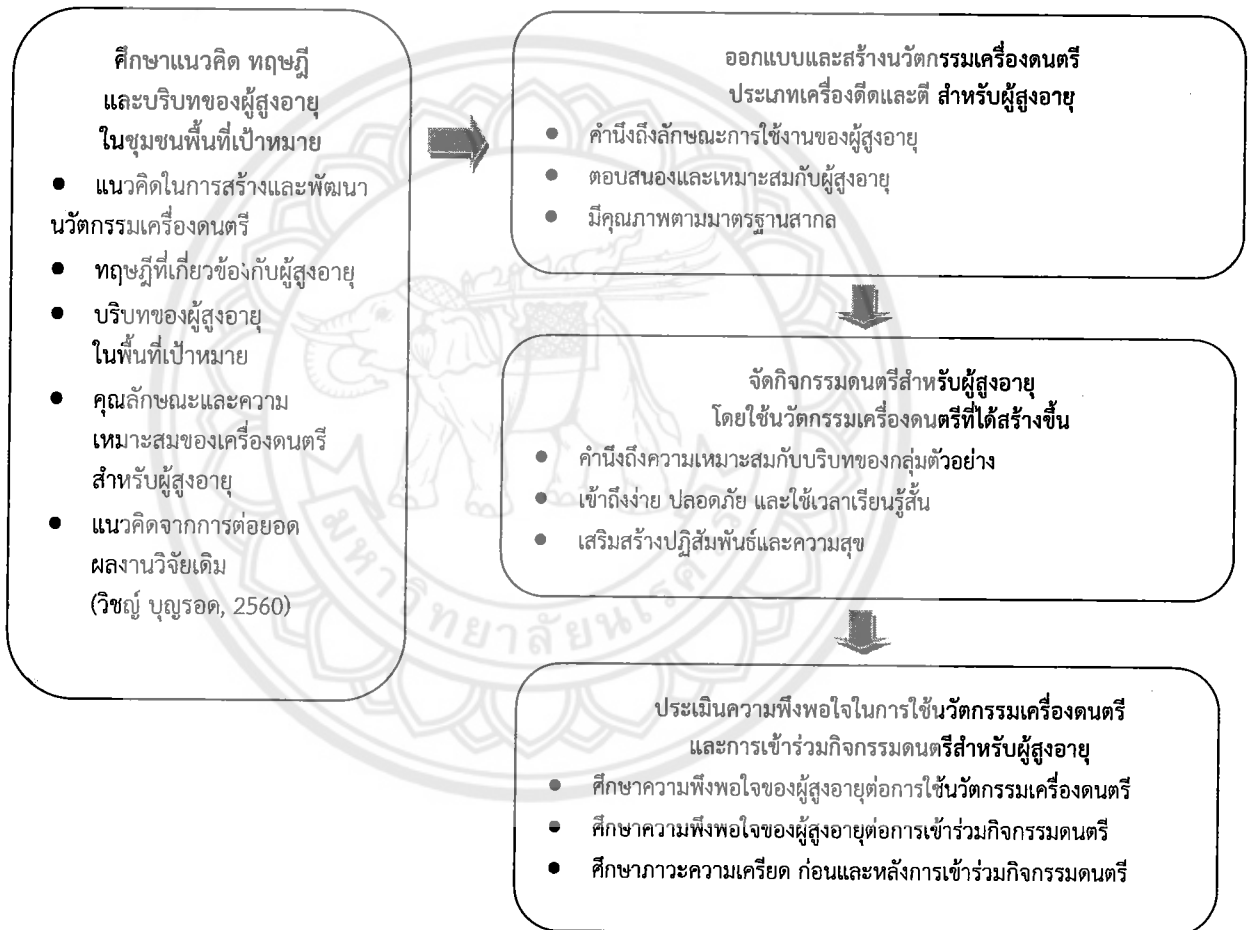 ศึกษาแนวคิด ทฤษฎี
และบริบทของผู้สูงอายุ
ในชุมชนพื้นที่เป้าหมาย
● แนวคิดในการสร้างและพัฒนา
นวัตกรรมเครื่องดนตรี
● ทฤษฎีที่เกี่ยวข้องกับผู้สูงอายุ
● บริบทของผู้สูงอายุ
ในพื้นที่เป้าหมาย
● คุณลักษณะและความ
เหมาะสมของเครื่องดนตรี
สำหรับผู้สูงอายุ
● แนวคิดจากการต่อยอด
ผลงานวิจัยเดิม
(วิชญ์ บุญรอด, 2560)
ออกแบบและสร้างนวัตกรรมเครื่องดนตรี
ประเภทเครื่องดีดและตี สำหรับผู้สูงอายุ
● คำนึงถึงลักษณะการใช้งานของผู้สูงอายุ
● ตอบสนองและเหมาะสมกับผู้สูงอายุ
● มีคุณภาพตามมาตรฐานสากล
จัดกิจกรรมดนตรีสำหรับผู้สูงอายุ
โดยใช้นวัตกรรมเครื่องดนตรีที่ได้สร้างขึ้น
● คำนึงถึงความเหมาะสมกับบริบทของกลุ่มตัวอย่าง
● เข้าถึงง่าย ปลอดภัย และใช้เวลาเรียนรู้สั้น
● เสริมสร้างปฏิสัมพันธ์และความสุข
ประเมินความพึงพอใจในการใช้นวัตกรรมเครื่องดนตรี
และการเข้าร่วมกิจกรรมดนตรีสำหรับผู้สูงอายุ
● ศึกษาความพึงพอใจของผู้สูงอายุต่อการใช้นวัตกรรมเครื่องดนตรี
● ศึกษาความพึงพอใจของผู้สูงอายุต่อการเข้าร่วมกิจกรรมดนตรี
● ศึกษาภาวะความเครียด ก่อนและหลังการเข้าร่วมกิจกรรมดนตรี
มหาวิทยาลัยนเรศวร